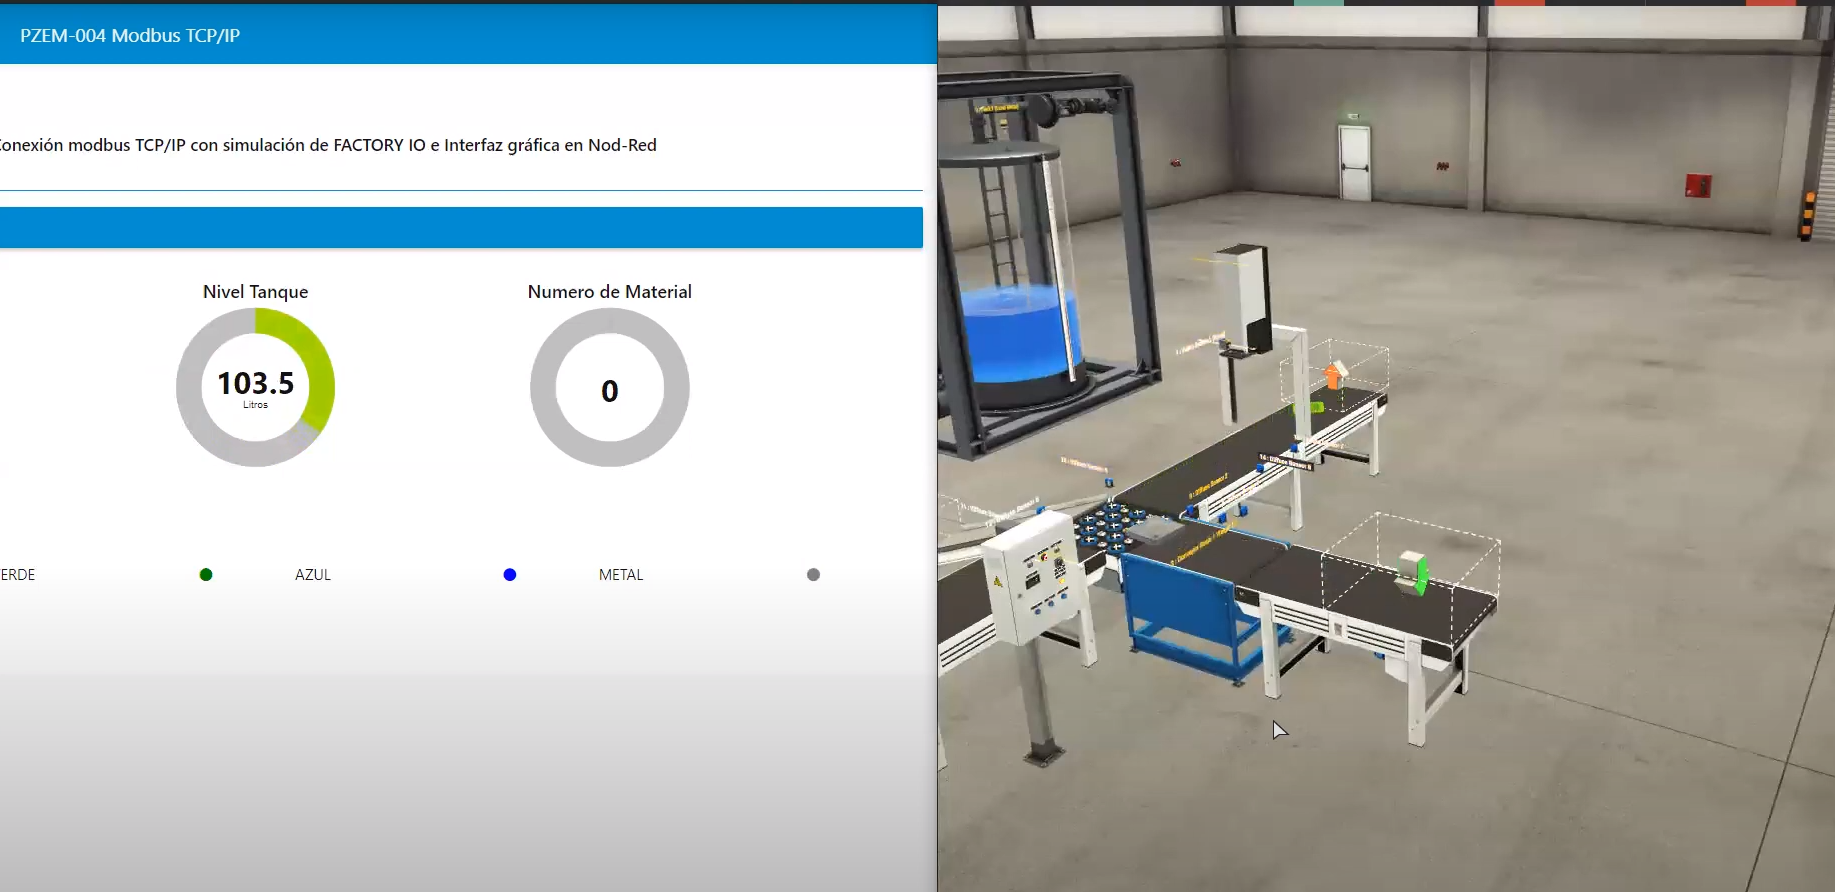 PZEM-004 Modbus TCP/IP
onexión modbus TCP/IP con simulación de FACTORY IO e Interfaz gráfica en Nod-Red
Nivel Tanque
Numero de Material
103.5
Litros
0
ERDE
AZUL
METAL